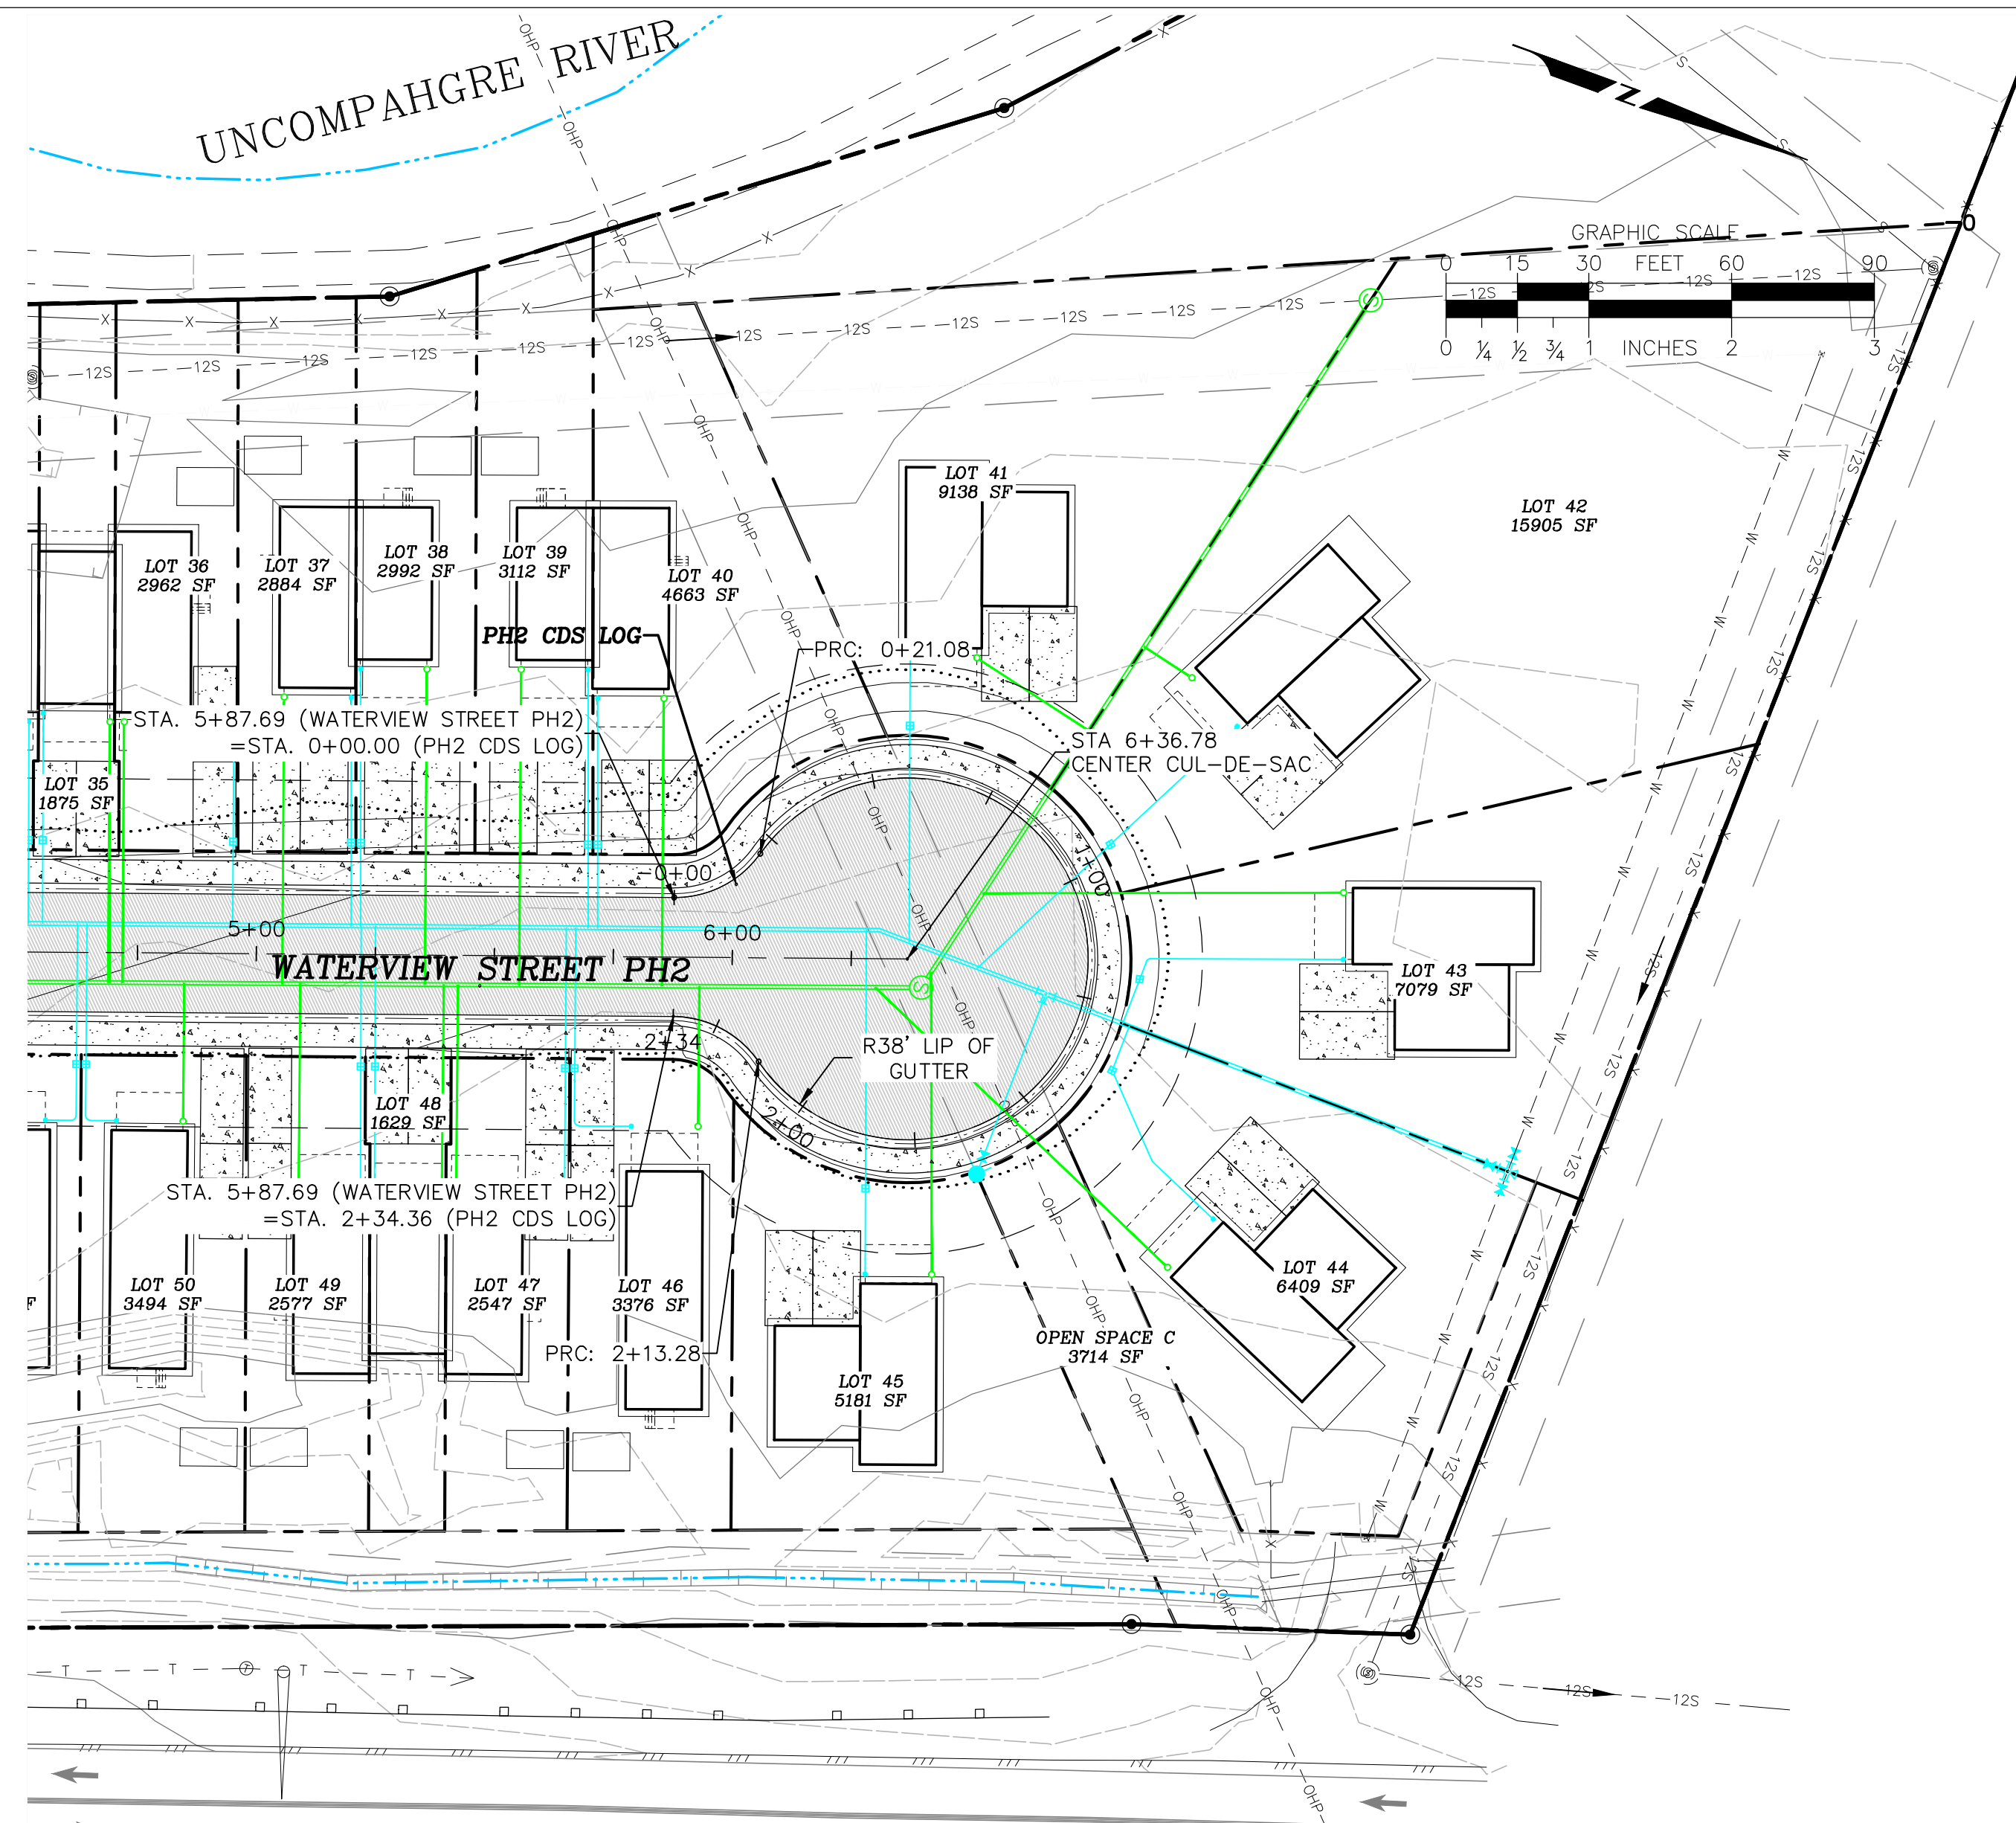 UNCOMPAHGRE RIVER
GRAPHIC SCALE
0 15 30 FEET 60 90
0 ¼ ½ ¾ 1 INCHES 2 3
N
LOT 41
9138 SF
LOT 42
15905 SF
LOT 36
2962 SF
LOT 37
2884 SF
LOT 38
2992 SF
LOT 39
3112 SF
LOT 40
4663 SF
PH2 CDS LOG
PRC: 0+21.08
STA. 5+87.69 (WATERVIEW STREET PH2)
=STA. 0+00.00 (PH2 CDS LOG)
STA 6+36.78
CENTER CUL-DE-SAC
LOT 35
1875 SF
-0+00
1+00
5+00
6+00
WATERVIEW STREET PH2
LOT 43
7079 SF
2+34
R38' LIP OF
GUTTER
2+00
LOT 48
1629 SF
STA. 5+87.69 (WATERVIEW STREET PH2)
=STA. 2+34.36 (PH2 CDS LOG)
LOT 50
3494 SF
LOT 49
2577 SF
LOT 47
2547 SF
LOT 46
3376 SF
LOT 44
6409 SF
PRC: 2+13.28
OPEN SPACE C
3714 SF
LOT 45
5181 SF
F
OHP
12S
X
W
S
T